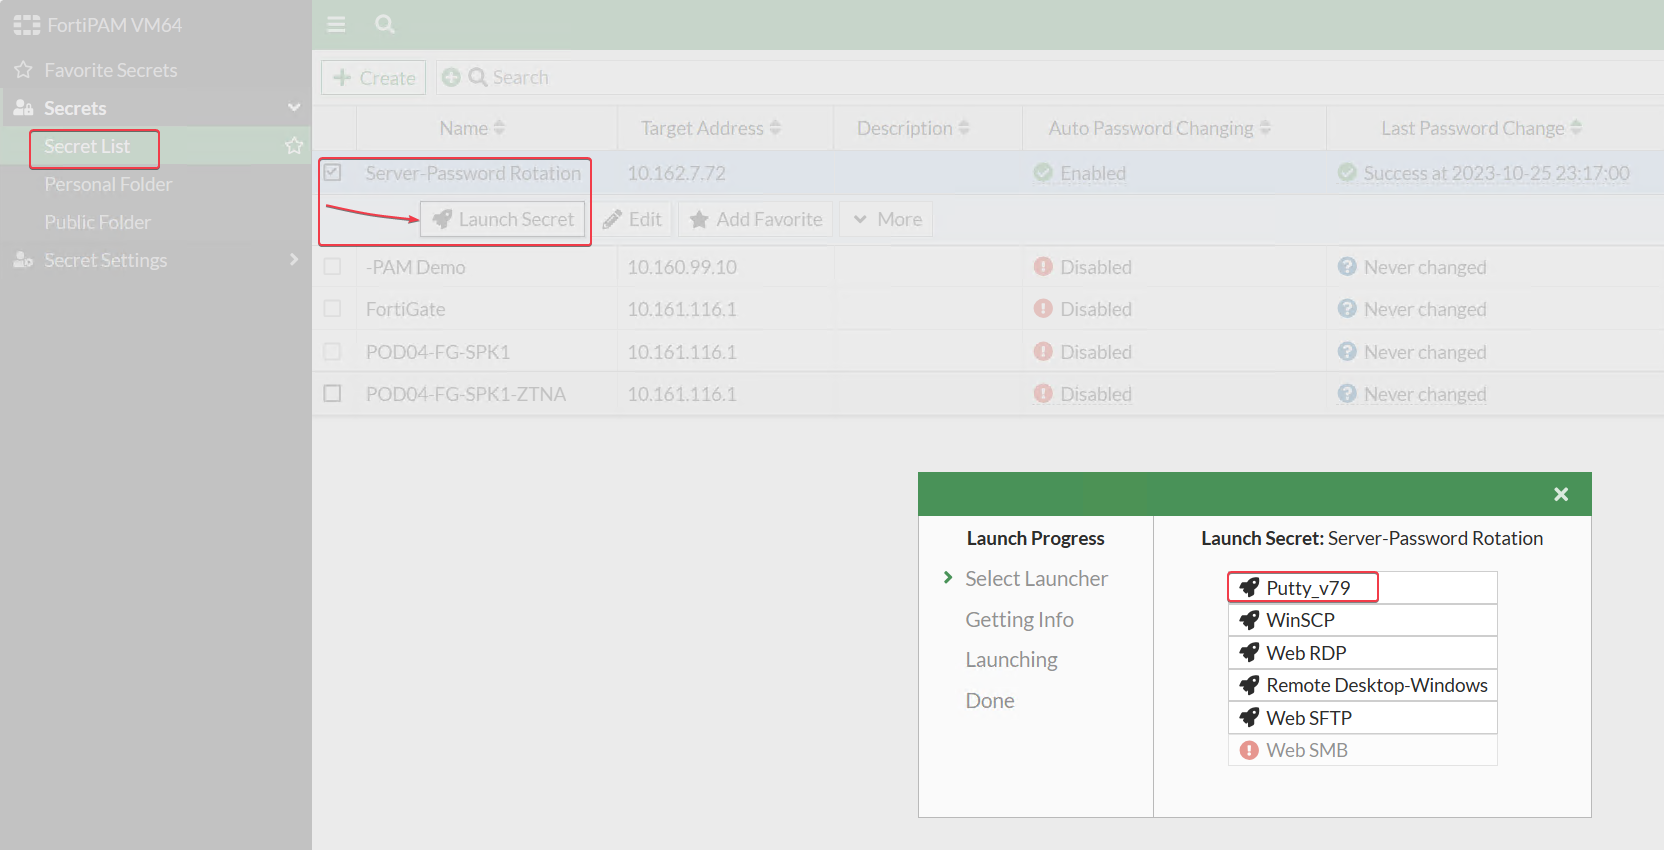 FortiPAM VM64
Favorite Secrets
Secrets
Secret List
Personal Folder
Public Folder
Secret Settings
Create
Search
Name Target Address Description Auto Password Changing Last Password Change
Server-Password Rotation 10.162.7.72 Enabled Success at 2023-10-25 23:17:00
Launch Secret Edit Add Favorite More
-PAM Demo 10.160.99.10 Disabled Never changed
FortiGate 10.161.116.1 Disabled Never changed
POD04-FG-SPK1 10.161.116.1 Disabled Never changed
POD04-FG-SPK1-ZTNA 10.161.116.1 Disabled Never changed
Launch Progress
Select Launcher
Getting Info
Launching
Done
Launch Secret: Server-Password Rotation
Putty_v79
WinSCP
Web RDP
Remote Desktop-Windows
Web SFTP
Web SMB